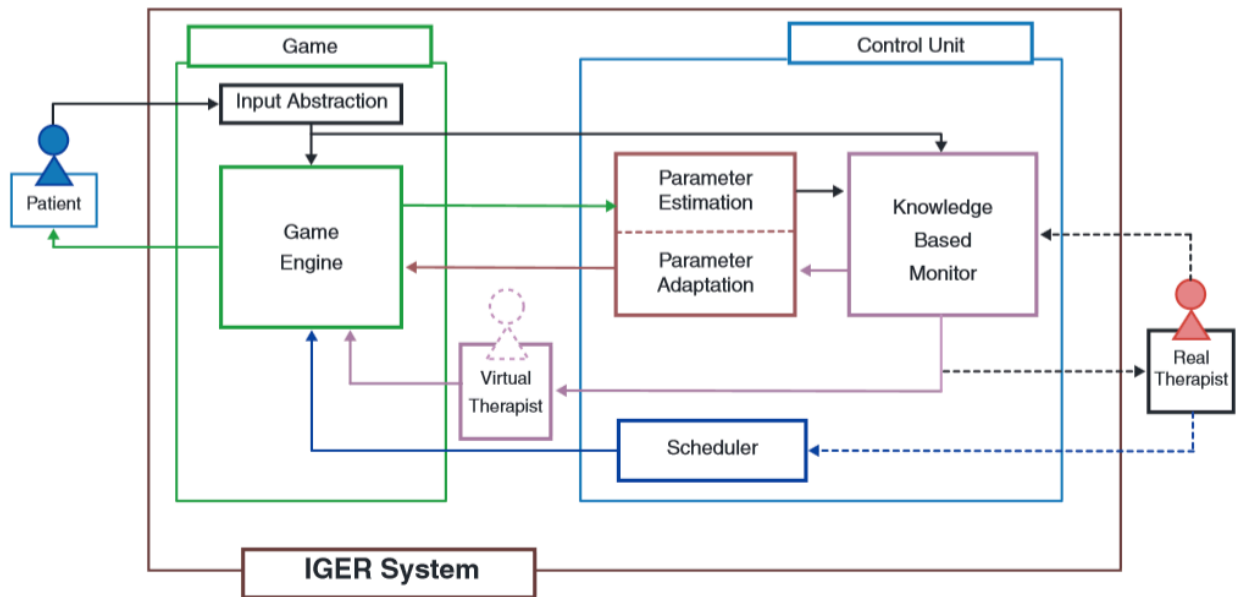 Game
Control Unit
Input Abstraction
Patient
Game
Engine
Parameter
Estimation
Parameter
Adaptation
Knowledge
Based
Monitor
Virtual
Therapist
Real
Therapist
Scheduler
IGER System